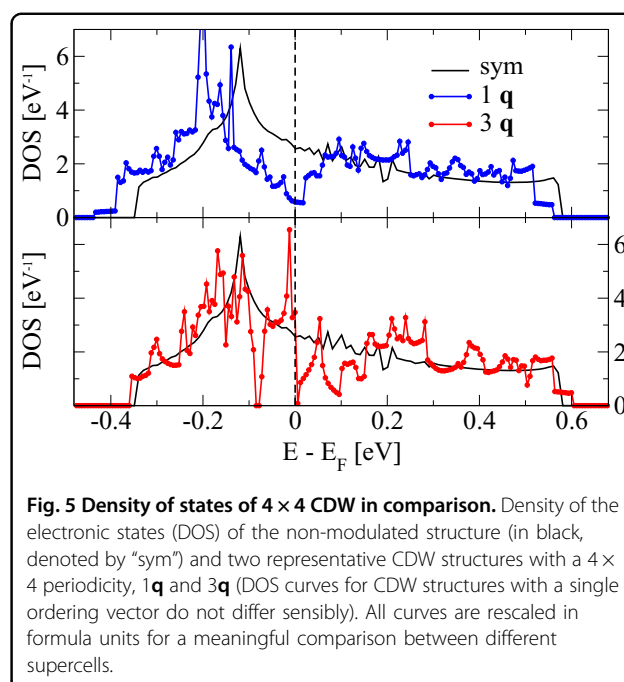 DOS [eV-1]
6
4
2
0
sym
1 q
3 q
DOS [eV-1]
6
4
2
0
-0.4 -0.2 0 0.2 0.4 0.6
E - EF [eV]
Fig. 5 Density of states of 4 × 4 CDW in comparison. Density of the
electronic states (DOS) of the non-modulated structure (in black,
denoted by “sym”) and two representative CDW structures with a 4 ×
4 periodicity, 1q and 3q (DOS curves for CDW structures with a single
ordering vector do not differ sensibly). All curves are rescaled in
formula units for a meaningful comparison between different
supercells.